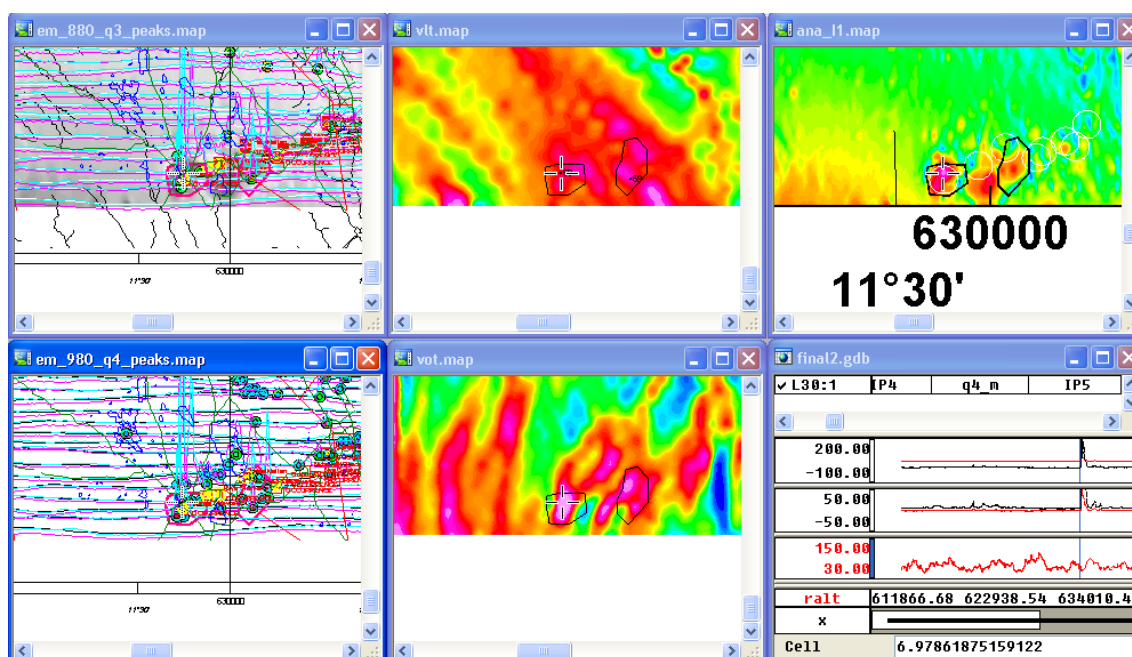 em_880_q3_peaks.map
vlt.map
ana_l1.map
630000
11°30'
630000
11°30'
em_980_q4_peaks.map
vot.map
final2.gdb
L30:1 IP4 q4_m IP5
200.00
-100.00
50.00
-50.00
150.00
30.00
ralt 611866.68 622938.54 634010.4
x
Cell 6.97861875159122
630000
11°30'